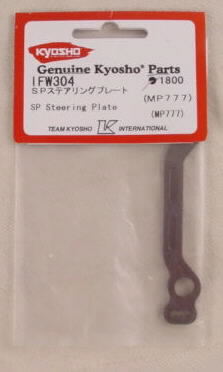 KYOSHO
Genuine Kyosho® Parts
IFW304 1800
SPステアリングプレート (MP777)
SP Steering Plate (MP777)
TEAM KYOSHO K INTERNATIONAL